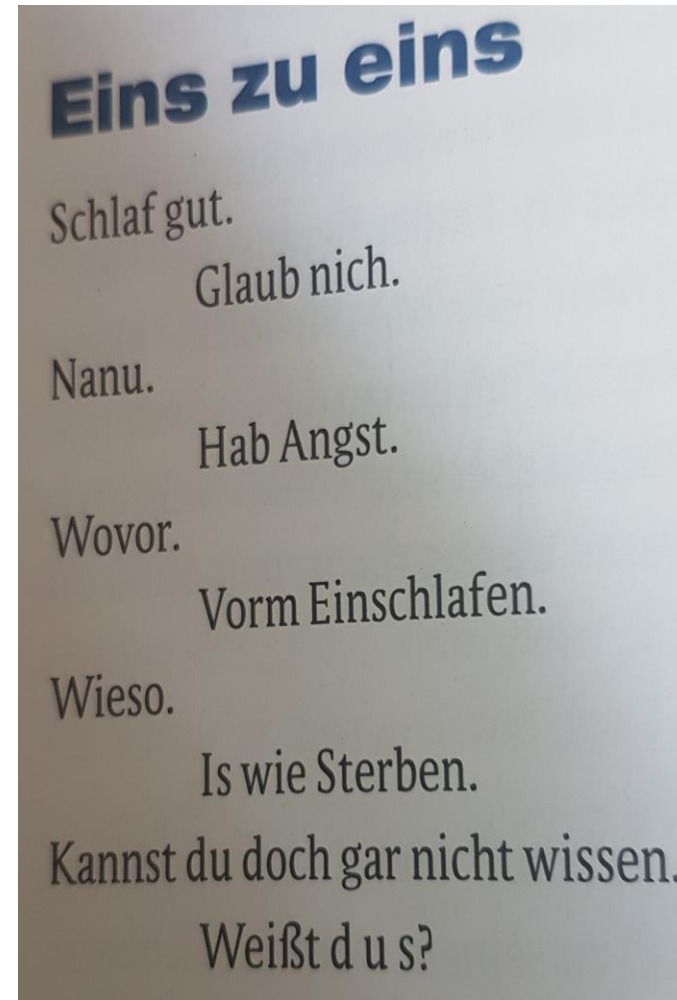 Eins zu eins
Schlaf gut.
Glaub nich.
Nanu.
Hab Angst.
Wovor.
Vorm Einschlafen.
Wieso.
Is wie Sterben.
Kannst du doch gar nicht wissen.
Weißt d u s?